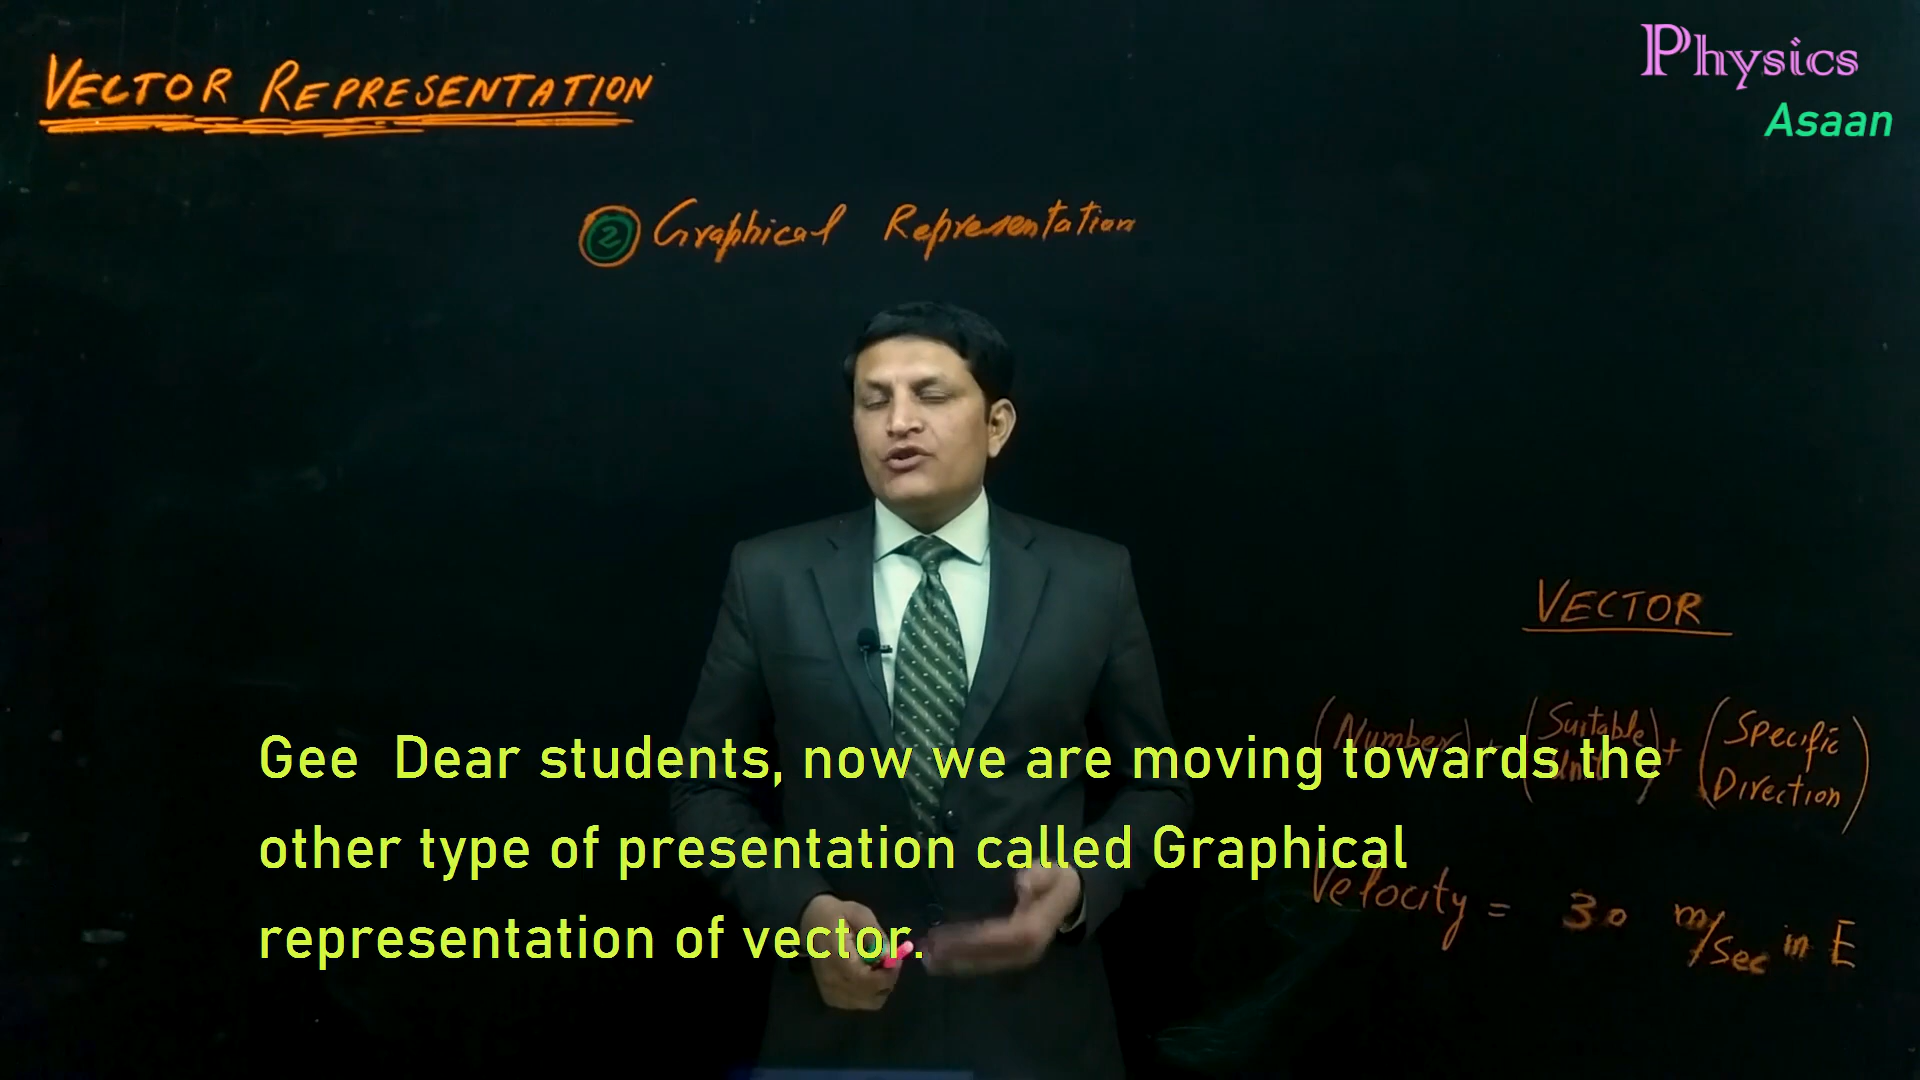 Physics
Asaan
VECTOR REPRESENTATION
2 Graphical Representation
VECTOR
(Number) + (Suitable Unit) + (Specific Direction)
Velocity = 30 m/sec in E
Gee Dear students, now we are moving towards the
other type of presentation called Graphical
representation of vector.